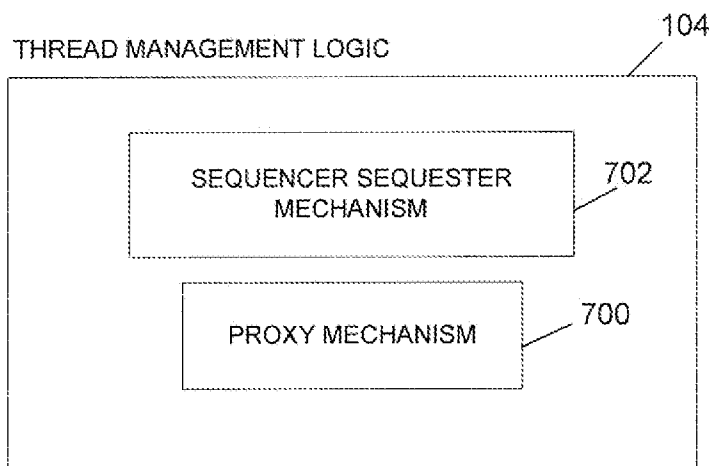 104
THREAD MANAGEMENT LOGIC
SEQUENCER SEQUESTER
MECHANISM
702
PROXY MECHANISM
700